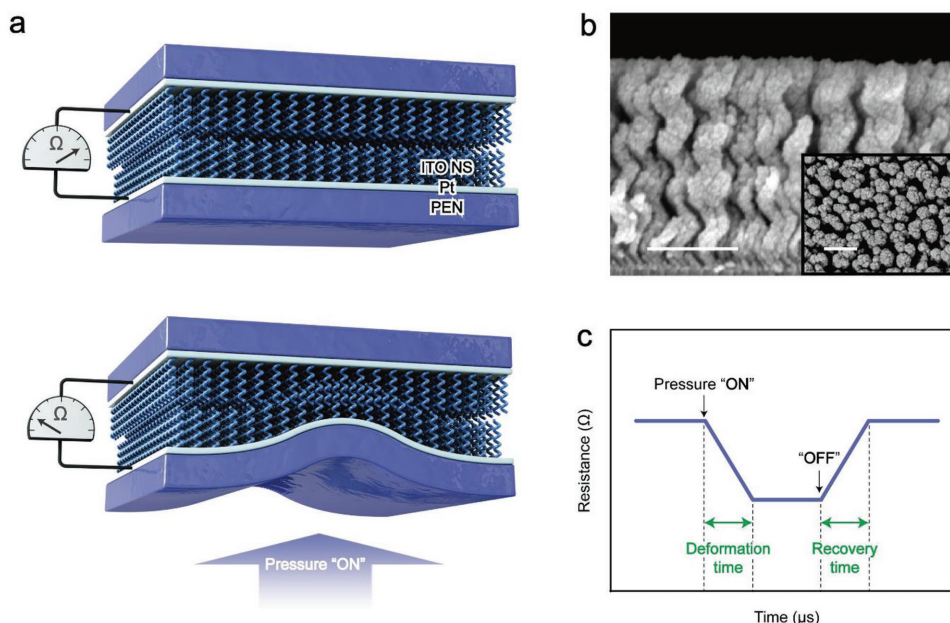 a
Ω
ITO NS
Pt
PEN
Ω
Pressure "ON"
b
c
Resistance (Ω)
Pressure "ON"
"OFF"
Deformation
time
Recovery
time
Time (μs)